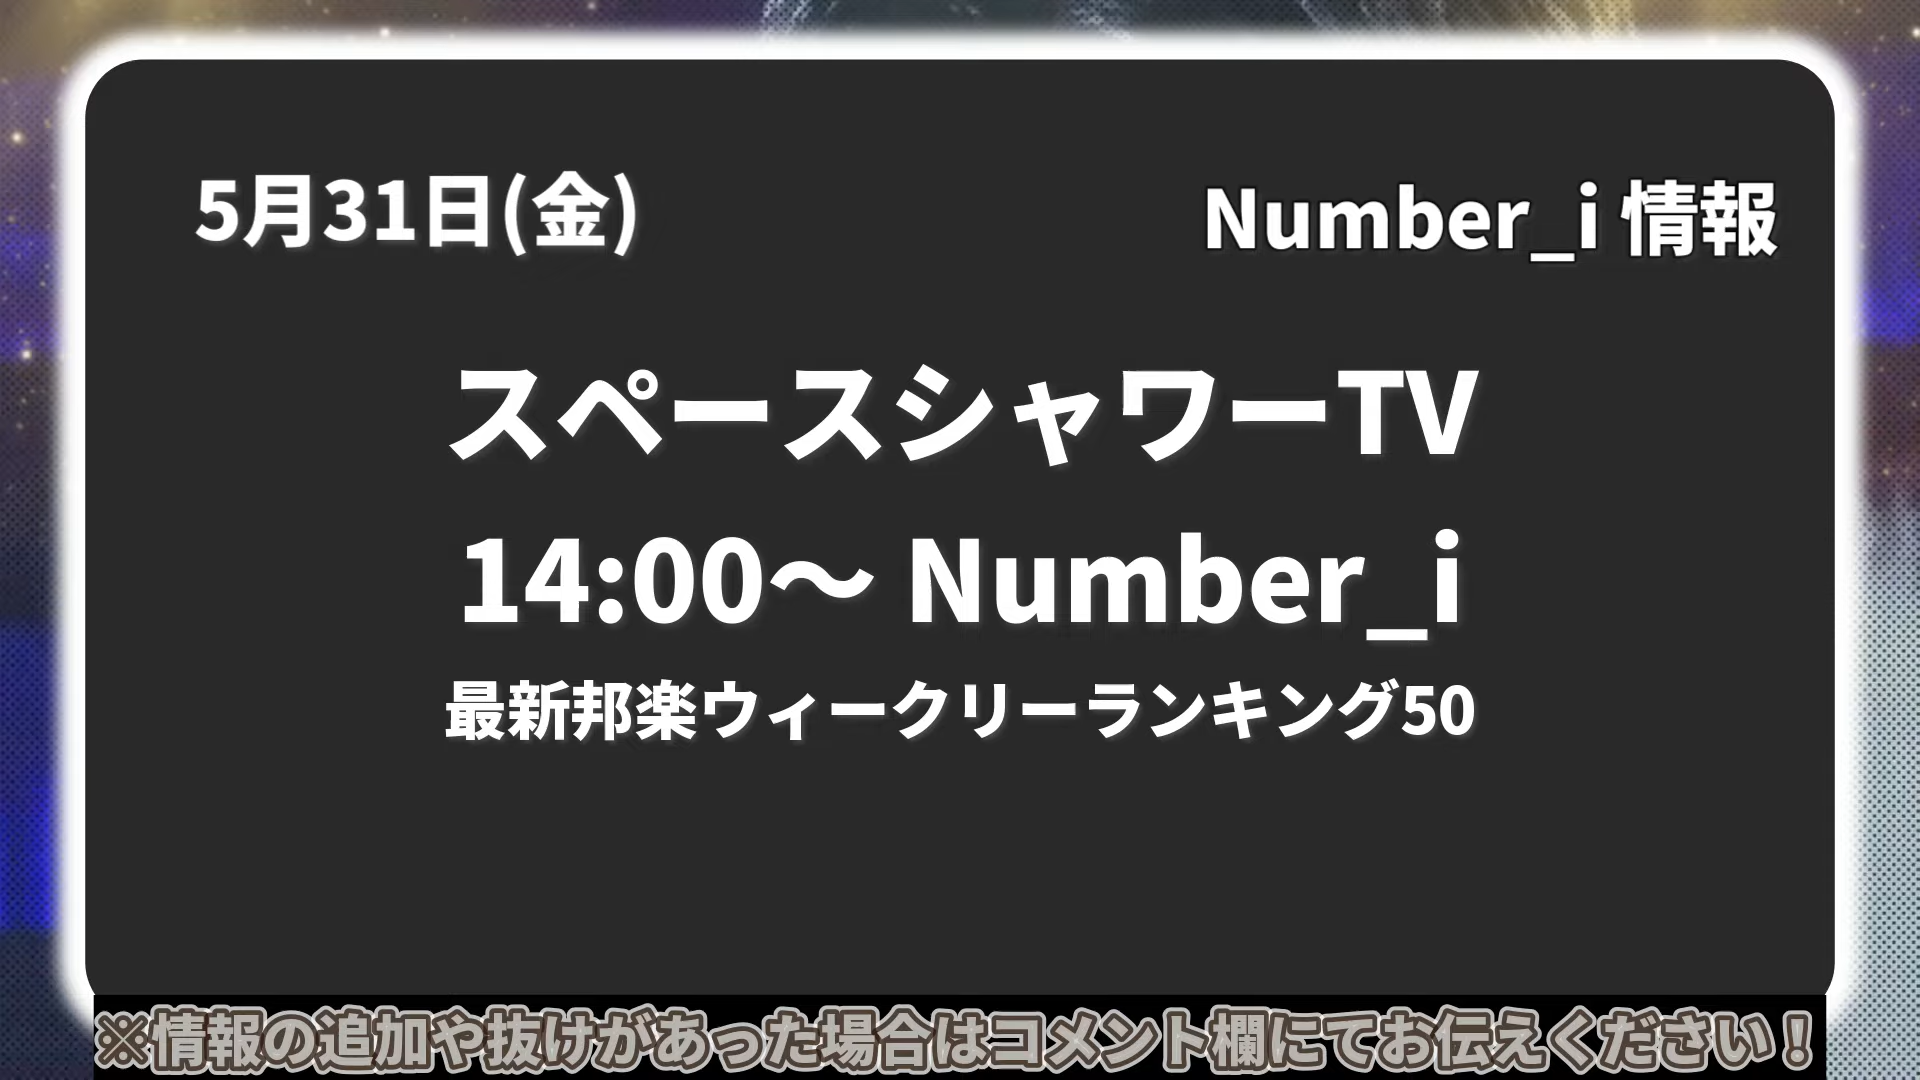 5月31日(金)
Number_i 情報
スペースシャワーTV
14:00～ Number_i
最新邦楽ウィークリーランキング50
※情報の追加や抜けがあった場合はコメント欄にてお伝えください！